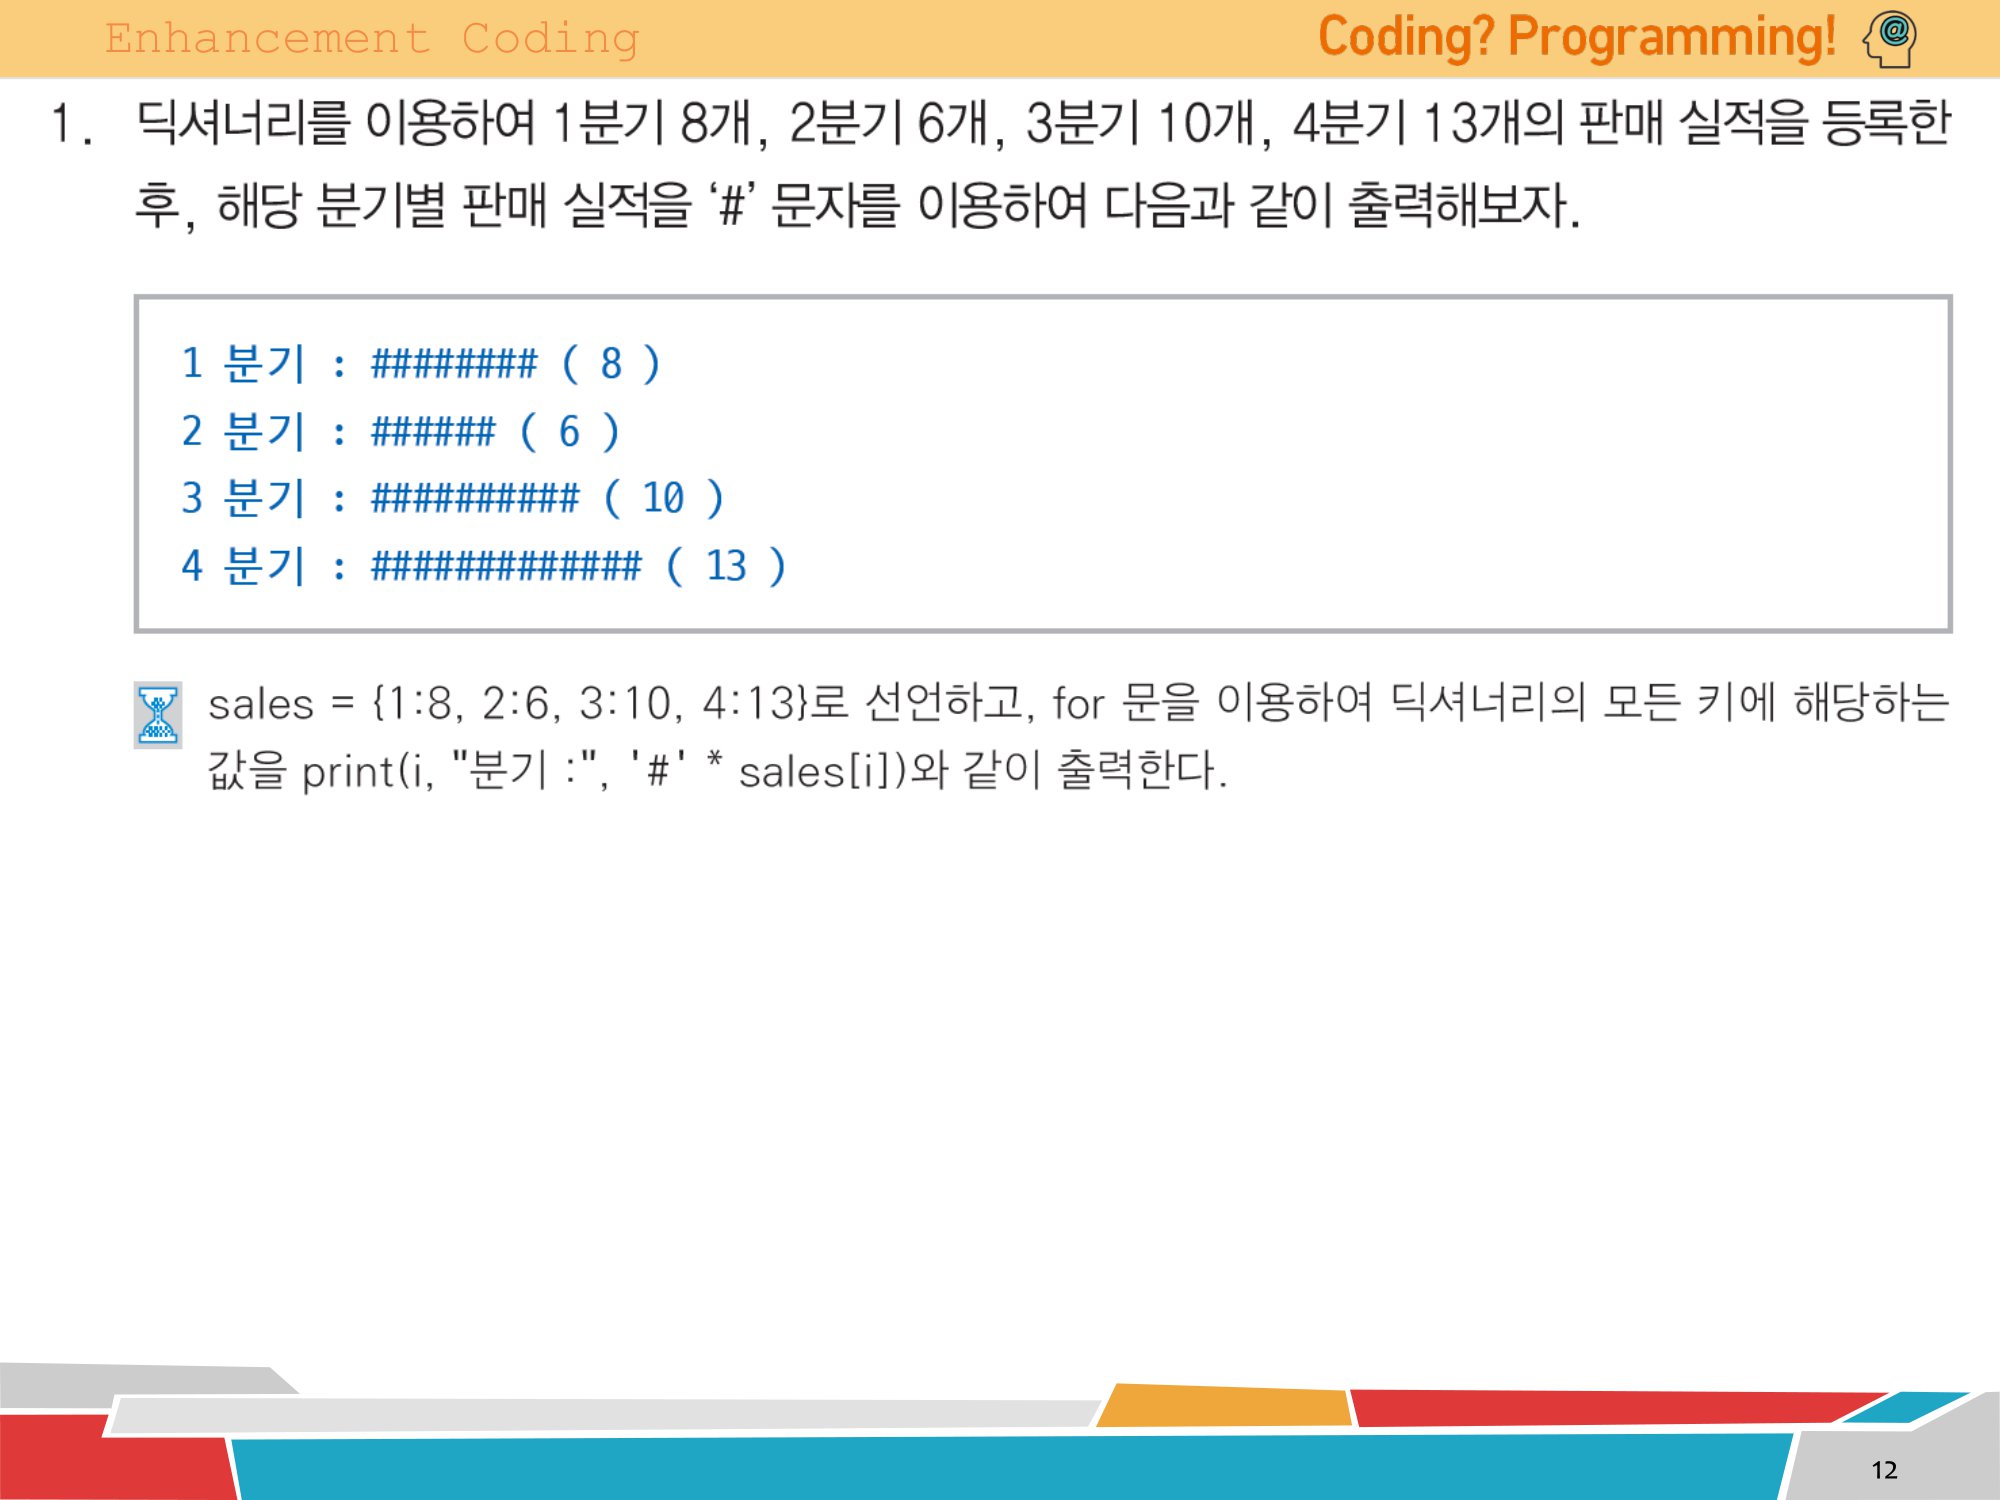 Enhancement Coding
Coding? Programming!
1. 딕셔너리를 이용하여 1분기 8개, 2분기 6개, 3분기 10개, 4분기 13개의 판매 실적을 등록한
후, 해당 분기별 판매 실적을 ‘#’ 문자를 이용하여 다음과 같이 출력해보자.
1 분기 : ######## ( 8 )
2 분기 : ###### ( 6 )
3 분기 : ########## ( 10 )
4 분기 : ############# ( 13 )
sales = {1:8, 2:6, 3:10, 4:13}로 선언하고, for 문을 이용하여 딕셔너리의 모든 키에 해당하는
값을 print(i, "분기 :", '#' * sales[i])와 같이 출력한다.
12